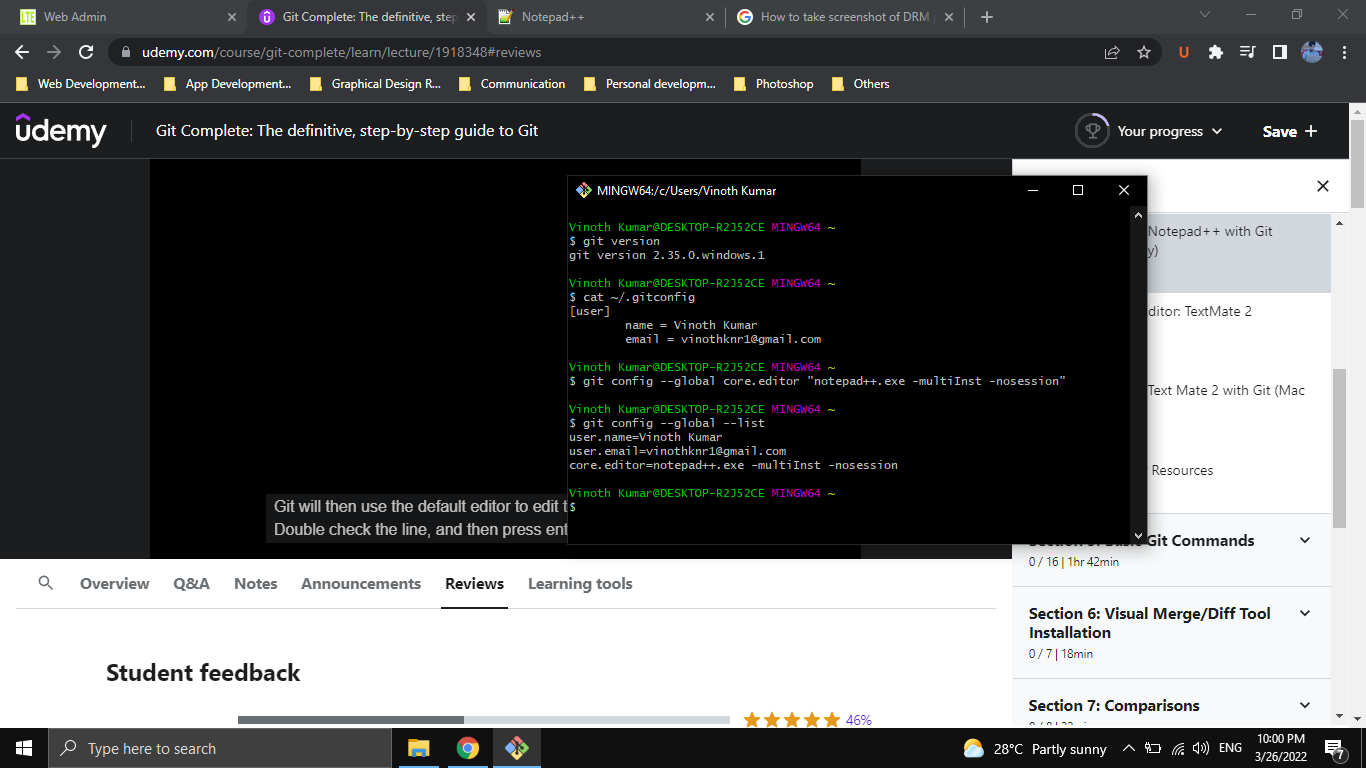 Web Admin
Git Complete: The definitive, step
Notepad++
How to take screenshot of DRM
udemy.com/course/git-complete/learn/lecture/1918348#reviews
U
Web Development...
App Development...
Graphical Design R...
Communication
Personal developm...
Photoshop
Others
udemy
Git Complete: The definitive, step-by-step guide to Git
Your progress
Save +
MINGW64:/c/Users/Vinoth Kumar
Vinoth Kumar@DESKTOP-R2J52CE MINGW64 ~
$ git version
git version 2.35.0.windows.1
Vinoth Kumar@DESKTOP-R2J52CE MINGW64 ~
$ cat ~/.gitconfig
[user]
name = Vinoth Kumar
email = vinothknr1@gmail.com
Vinoth Kumar@DESKTOP-R2J52CE MINGW64 ~
$ git config --global core.editor "notepad++.exe -multiInst -nosession"
Vinoth Kumar@DESKTOP-R2J52CE MINGW64 ~
$ git config --global --list
user.name=Vinoth Kumar
user.email=vinothknr1@gmail.com
core.editor=notepad++.exe -multiInst -nosession
Vinoth Kumar@DESKTOP-R2J52CE MINGW64 ~
$
Git will then use the default editor to edit t
Double check the line, and then press ent
Notepad++ with Git
y)
ditor: TextMate 2
Text Mate 2 with Git (Mac
Resources
Git Commands
0 / 16 | 1hr 42min
Section 6: Visual Merge/Diff Tool
Installation
0 / 7 | 18min
Section 7: Comparisons
Overview
Q&A
Notes
Announcements
Reviews
Learning tools
Student feedback
46%
Type here to search
28°C Partly sunny
ENG
10:00 PM
3/26/2022
7